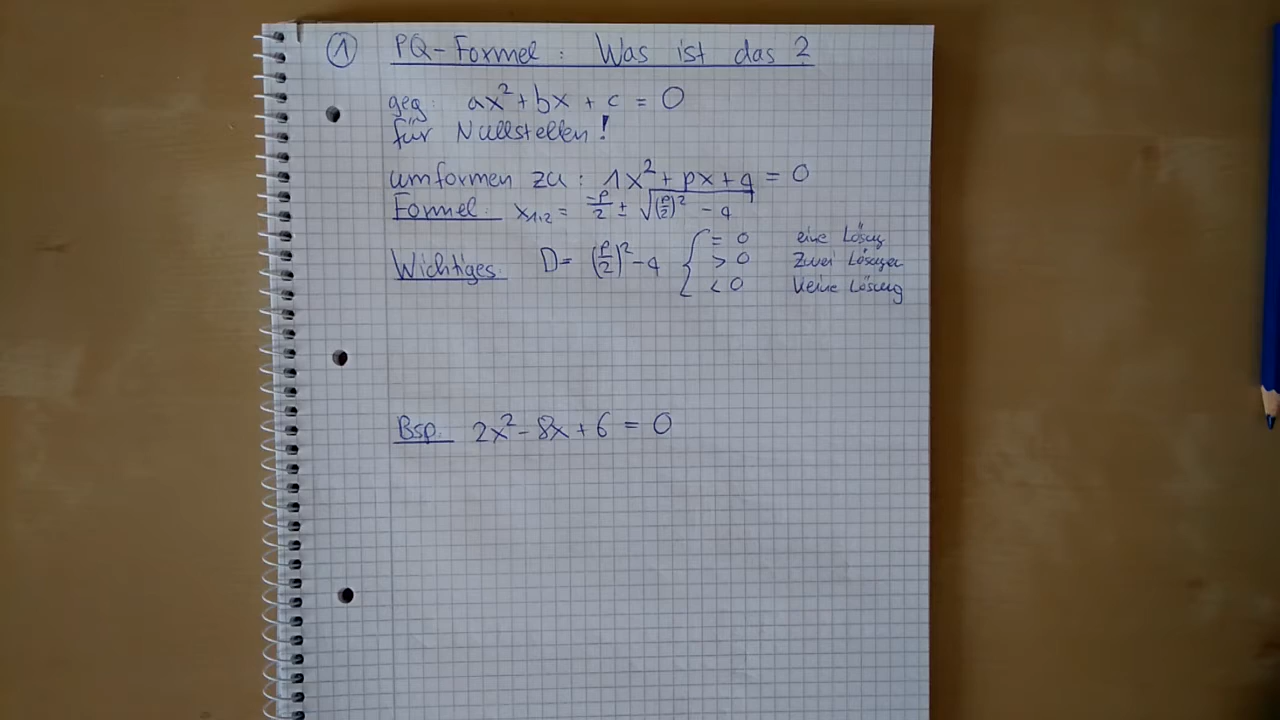 ① PQ-Formel : Was ist das ?
geg: ax² + bx + c = 0
für Nullstellen!
umformen zu: 1x² + px + q = 0
Formel: x₁,₂ = -p/2 ± √((p/2)² - q)
Wichtiges: D = (p/2)² - q { = 0 eine Lösung
> 0 zwei Lösungen
< 0 keine Lösung
Bsp. 2x² - 8x + 6 = 0